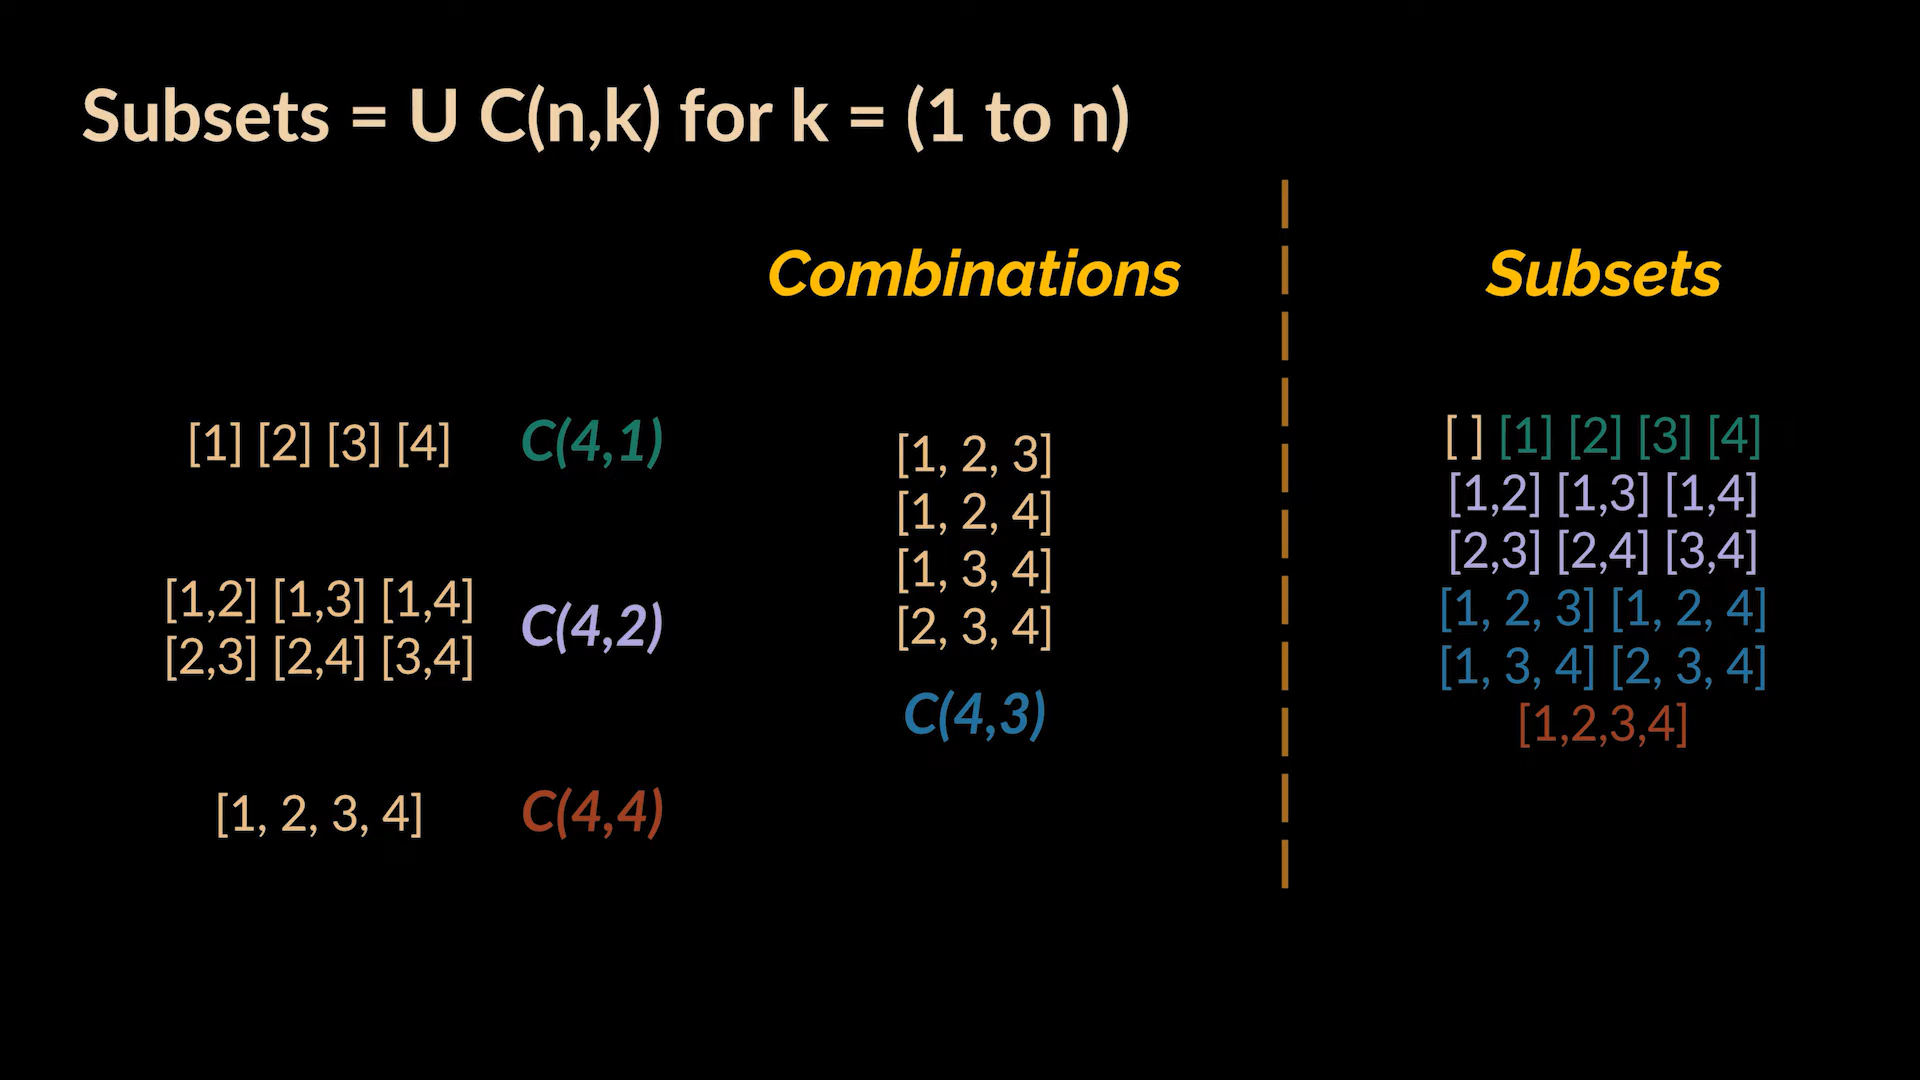 Subsets = U C(n,k) for k = (1 to n)
Combinations
Subsets
[1] [2] [3] [4]
C(4,1)
[1,2] [1,3] [1,4]
[2,3] [2,4] [3,4]
C(4,2)
[1, 2, 3, 4]
C(4,4)
[1, 2, 3]
[1, 2, 4]
[1, 3, 4]
[2, 3, 4]
C(4,3)
[ ] [1] [2] [3] [4]
[1,2] [1,3] [1,4]
[2,3] [2,4] [3,4]
[1, 2, 3] [1, 2, 4]
[1, 3, 4] [2, 3, 4]
[1,2,3,4]